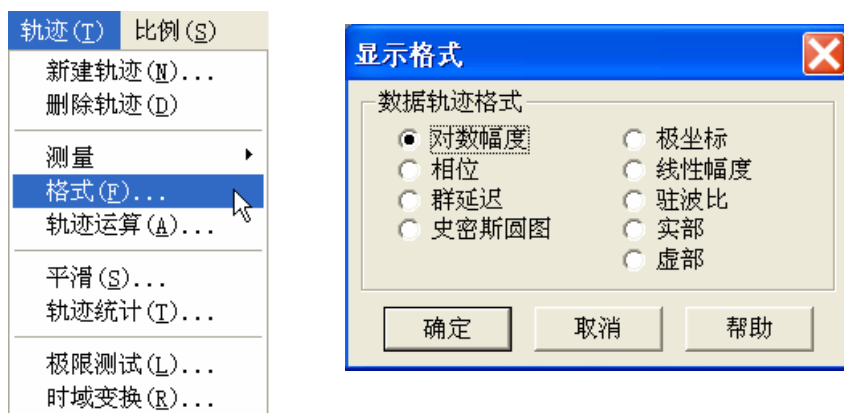 轨迹(T) 比例(S)
新建轨迹(N)...
删除轨迹(D)
测量
格式(F)...
轨迹运算(A)...
平滑(S)...
轨迹统计(T)...
极限测试(L)...
时域变换(R)...
显示格式
数据轨迹格式
对数幅度 极坐标
相位 线性幅度
群延迟 驻波比
史密斯圆图 实部
虚部
确定 取消 帮助